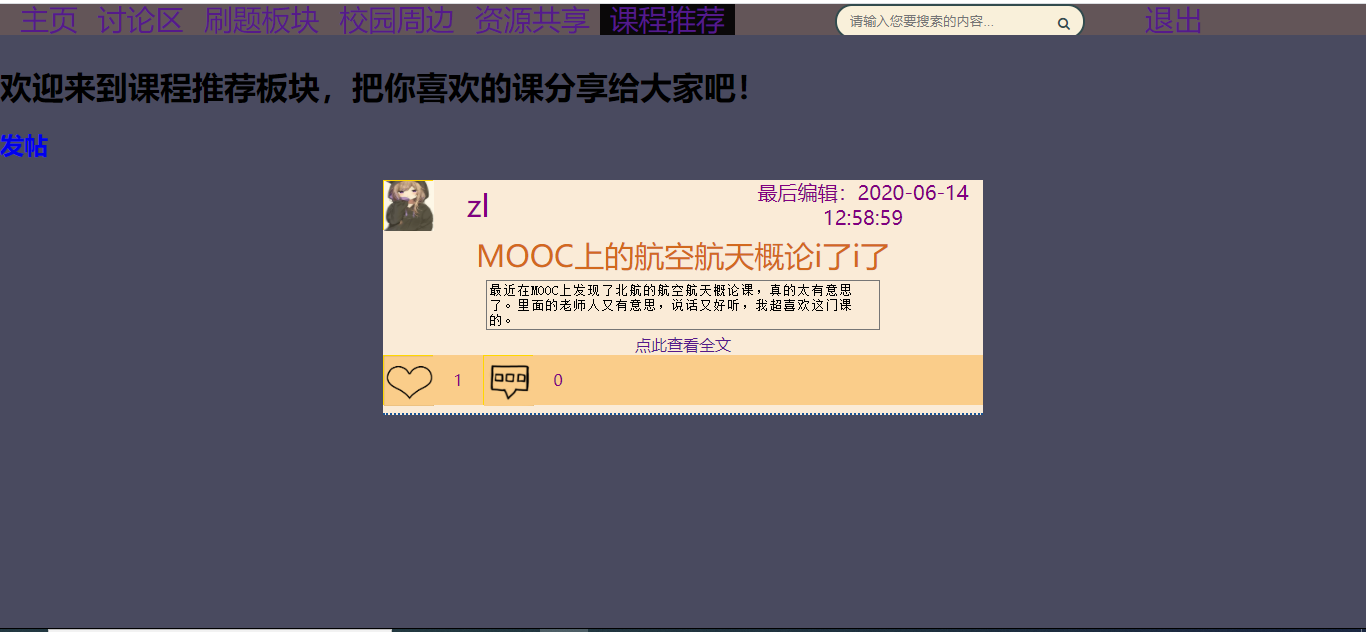 主页 讨论区 刷题板块 校园周边 资源共享 课程推荐 请输入您要搜索的内容... 退出
欢迎来到课程推荐板块，把你喜欢的课分享给大家吧！
发帖
zl
最后编辑：2020-06-14
12:58:59
MOOC上的航空航天概论i了i了
最近在MOOC上发现了北航的航空航天概论课，真的太有意思
了。里面的老师人又有意思，说话又好听，我超喜欢这门课
的。
点此查看全文
1 0